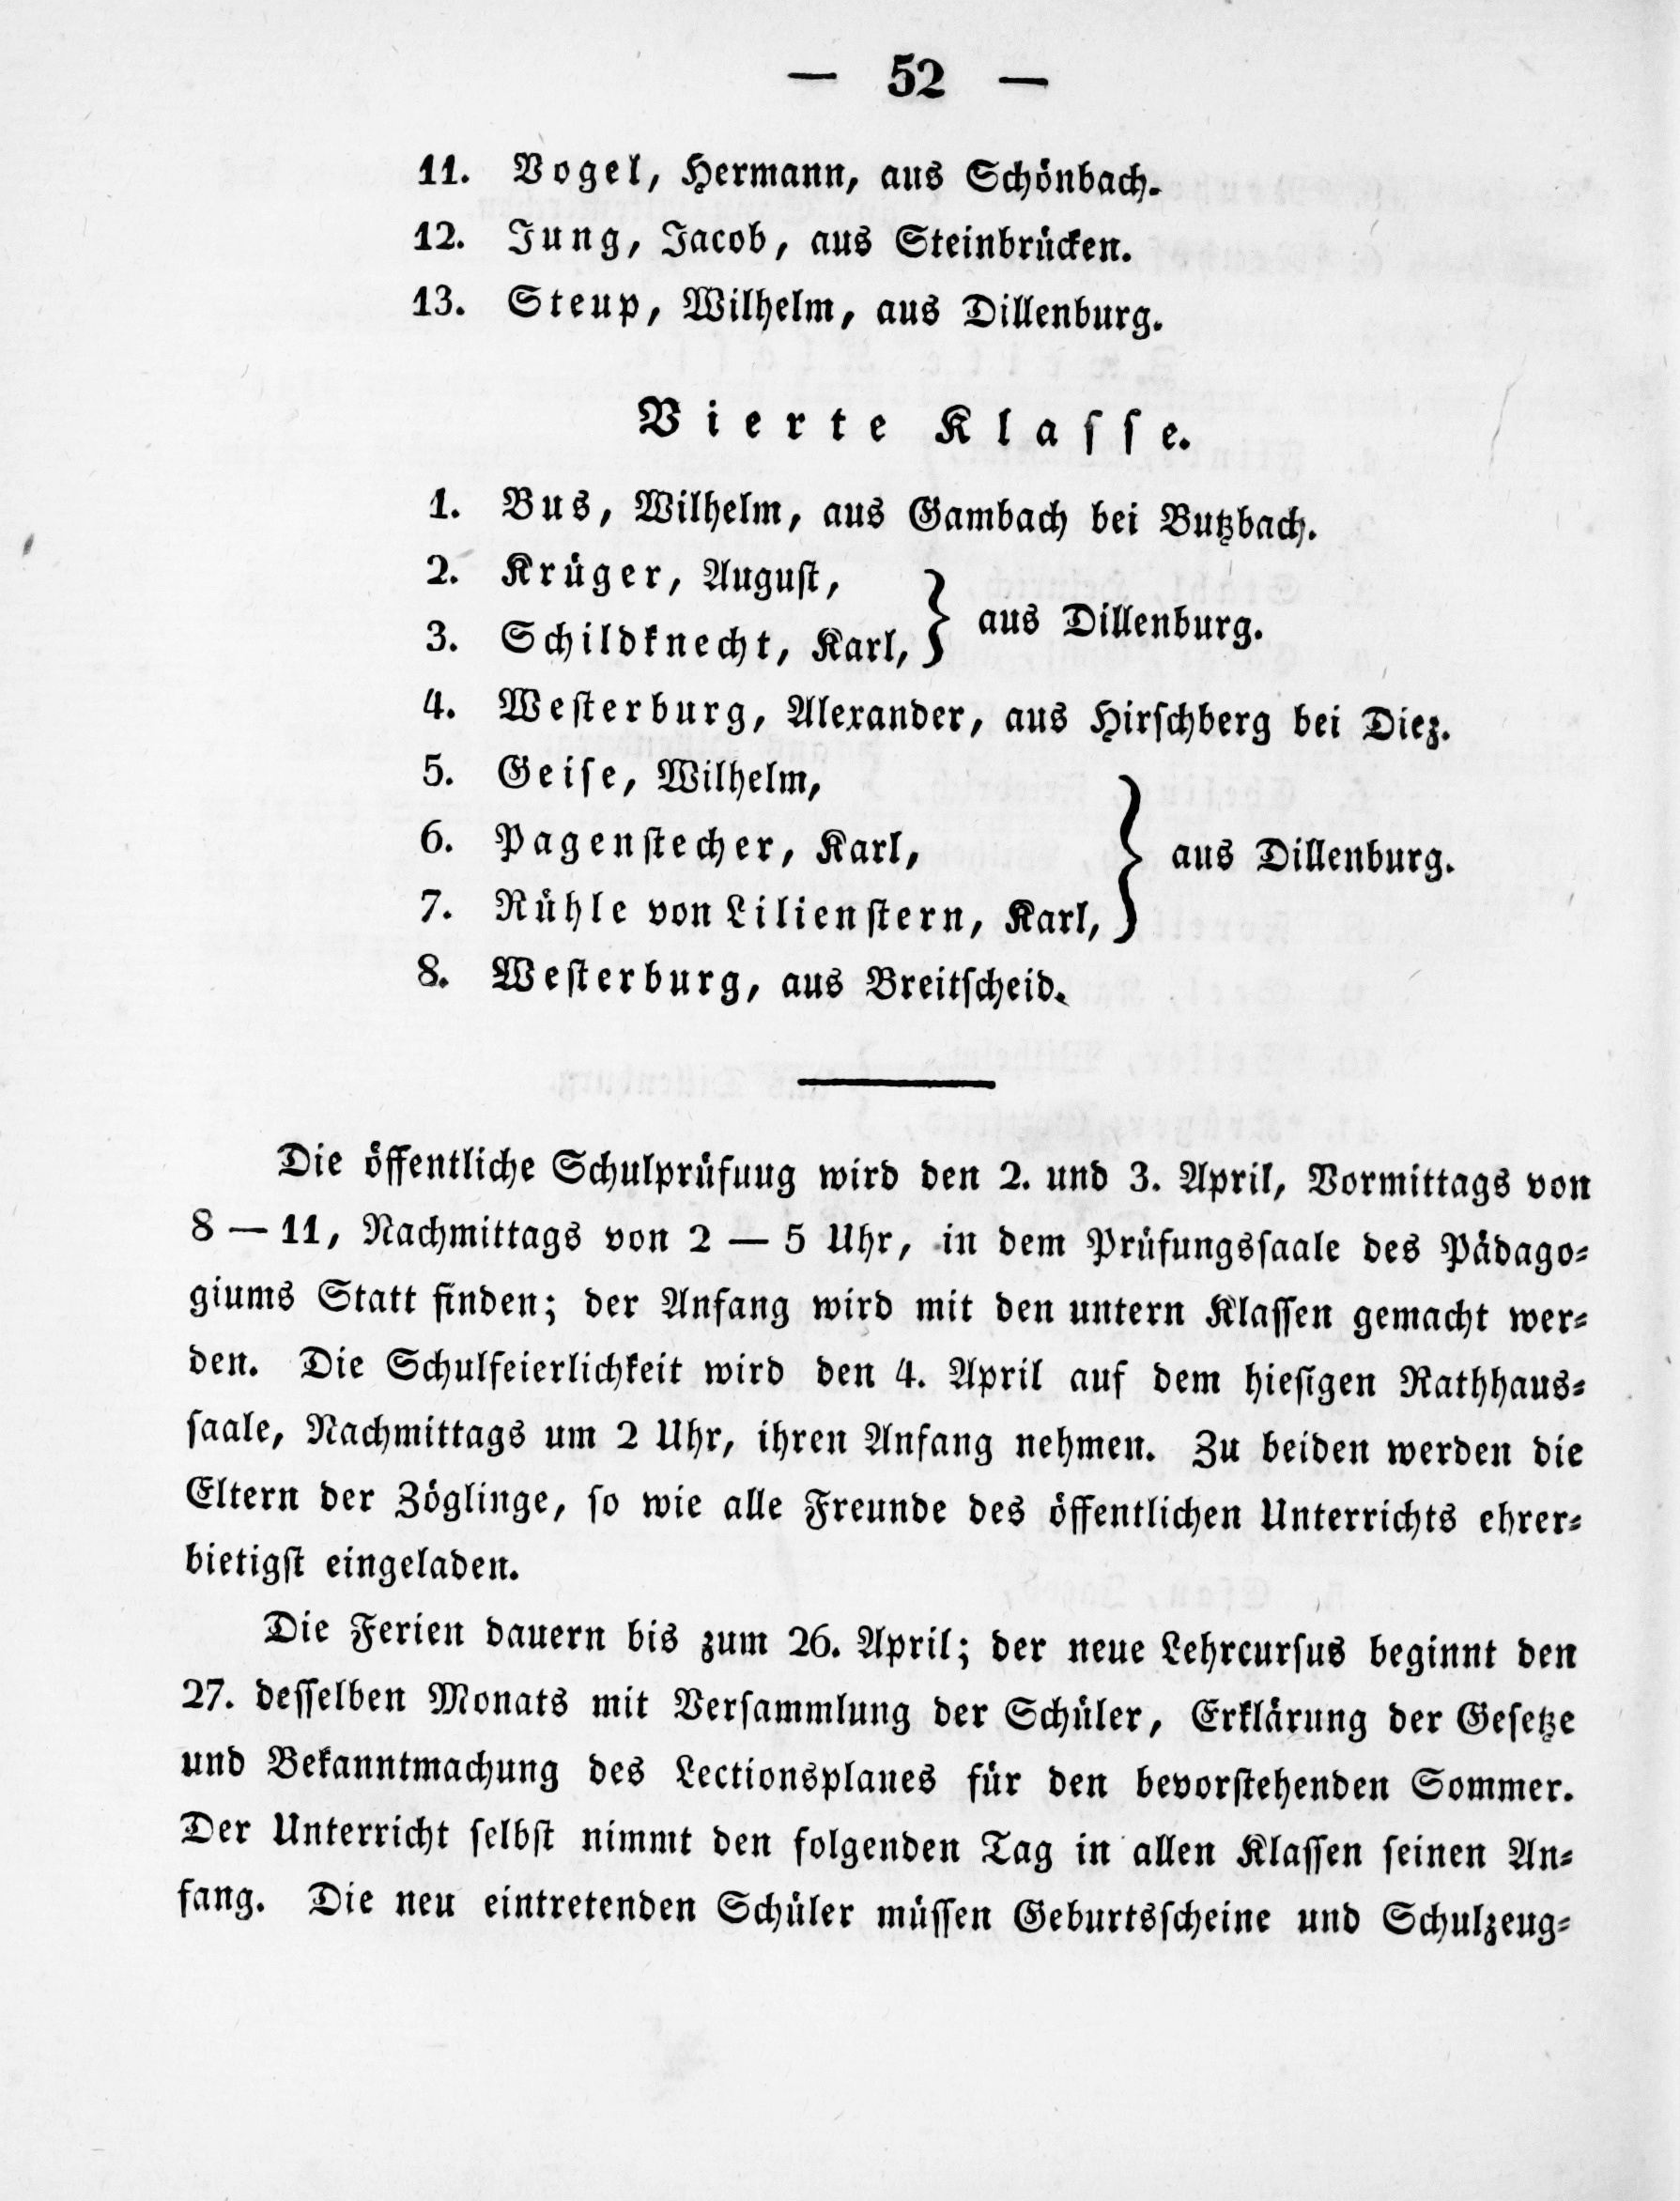 — 52 —
11. Vogel, Hermann, aus Schönbach.
12. Jung, Jacob, aus Steinbrücken.
13. Steup, Wilhelm, aus Dillenburg.
Vierte Klasse.
1. Bus, Wilhelm, aus Gambach bei Butzbach.
2. Krüger, August,
3. Schildknecht, Karl, } aus Dillenburg.
4. Westerburg, Alexander, aus Hirschberg bei Diez.
5. Geise, Wilhelm,
6. Pagenstecher, Karl, } aus Dillenburg.
7. Rühle von Lilienstern, Karl,
8. Westerburg, aus Breitscheid.
Die öffentliche Schulprüfuug wird den 2. und 3. April, Vormittags von
8 — 11, Nachmittags von 2 — 5 Uhr, in dem Prüfungssaale des Pädago-
giums Statt finden; der Anfang wird mit den untern Klassen gemacht wer-
den. Die Schulfeierlichkeit wird den 4. April auf dem hiesigen Rathhaus-
saale, Nachmittags um 2 Uhr, ihren Anfang nehmen. Zu beiden werden die
Eltern der Zöglinge, so wie alle Freunde des öffentlichen Unterrichts ehrer-
bietigst eingeladen.
Die Ferien dauern bis zum 26. April; der neue Lehrcursus beginnt den
27. desselben Monats mit Versammlung der Schüler, Erklärung der Gesetze
und Bekanntmachung des Lectionsplanes für den bevorstehenden Sommer.
Der Unterricht selbst nimmt den folgenden Tag in allen Klassen seinen An-
fang. Die neu eintretenden Schüler müssen Geburtsscheine und Schulzeug-